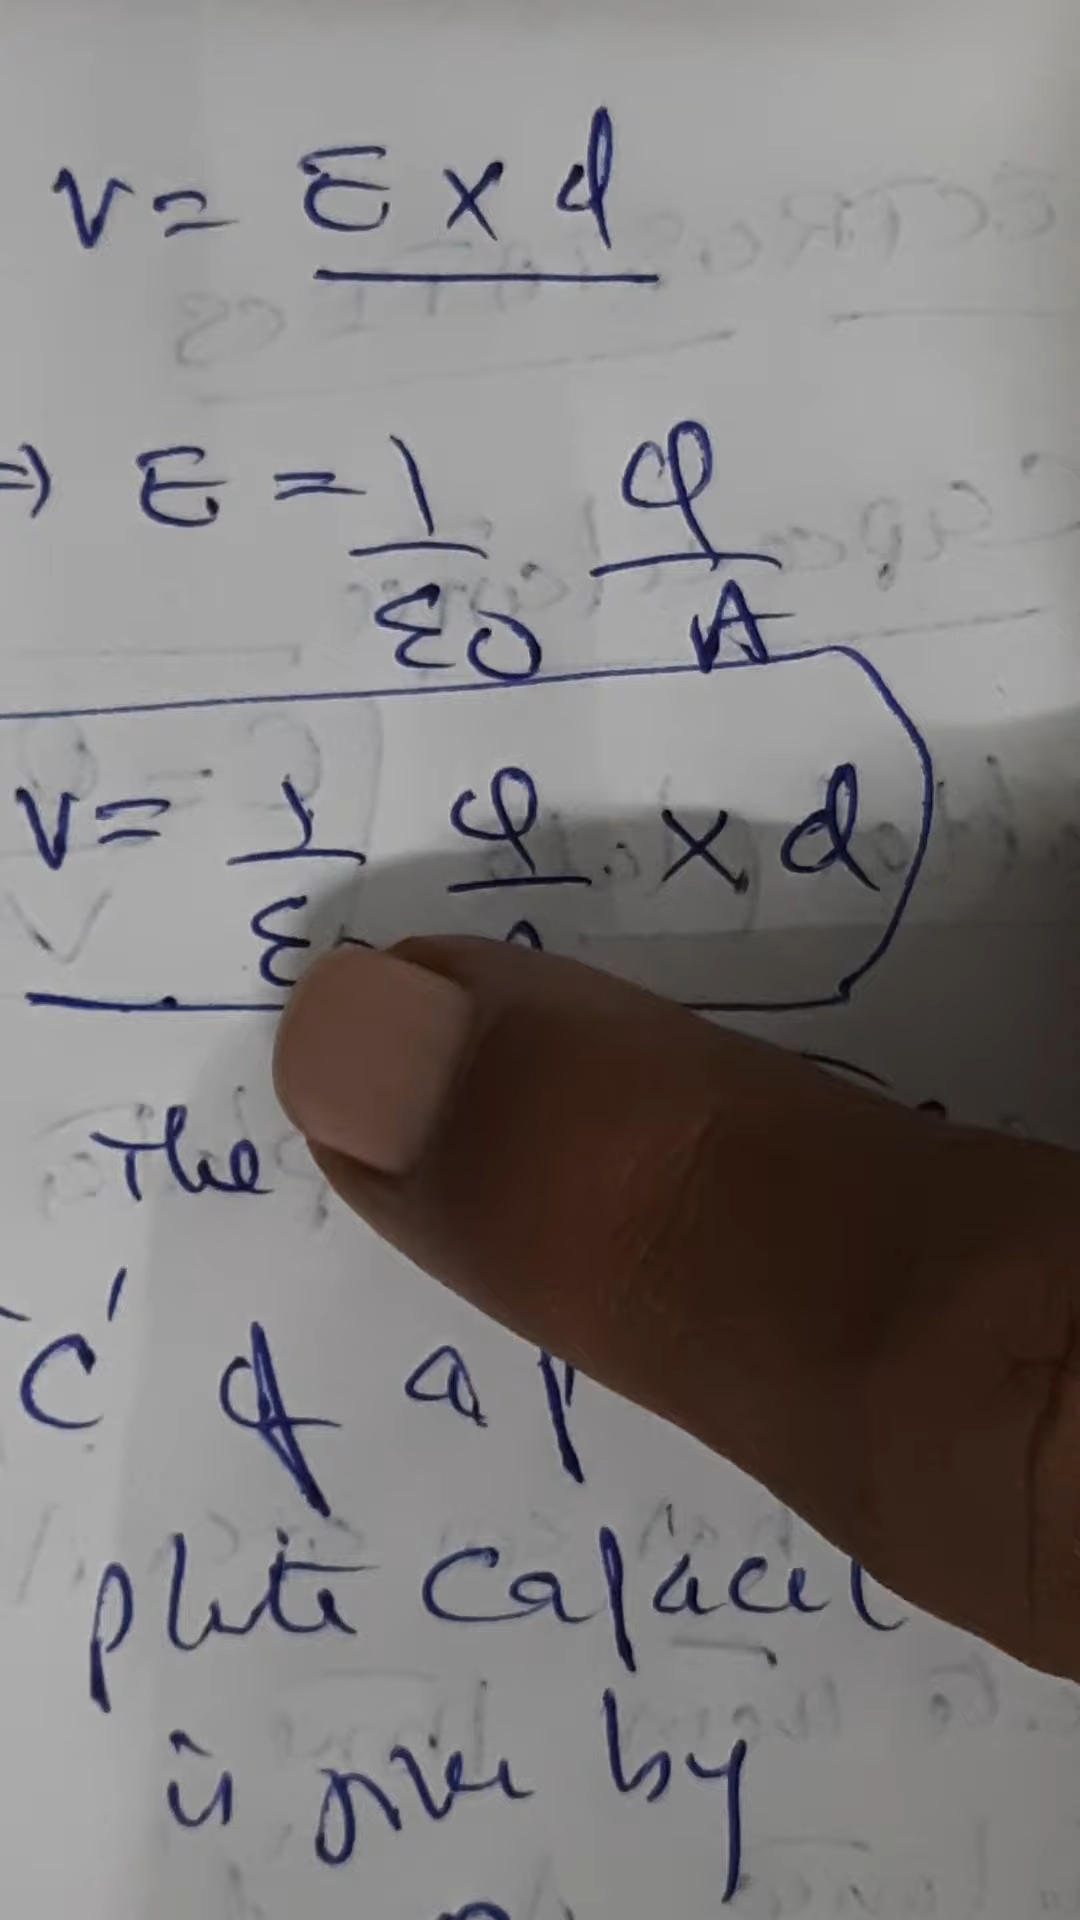 V = E × d
⇒ E = 1/ε0 Q/A
V = 1/ε Q × d
The
'C' of a p
plate capacit
is given by